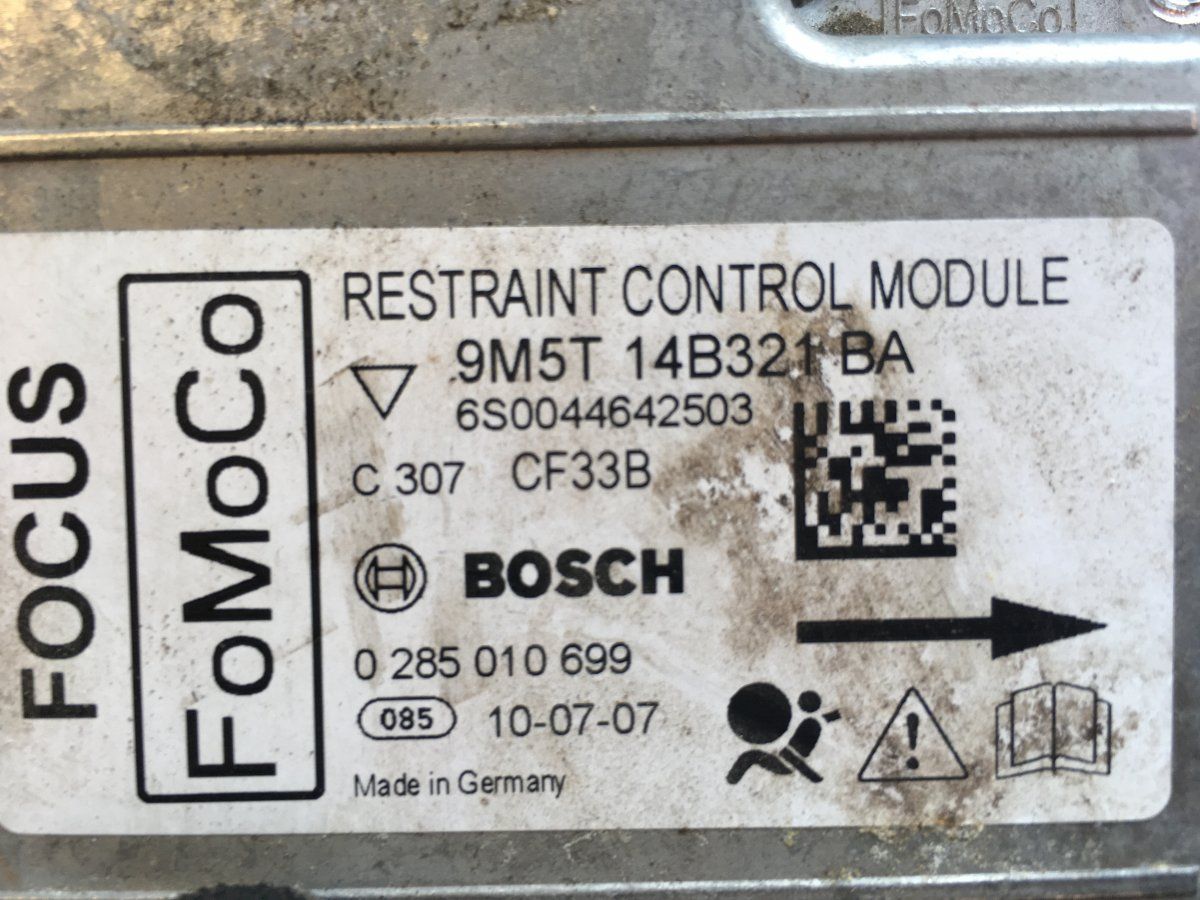 FoMoCo
FOCUS
FoMoCo
RESTRAINT CONTROL MODULE
9M5T 14B321 BA
6S0044642503
C 307 CF33B
BOSCH
0 285 010 699
085 10-07-07
Made in Germany